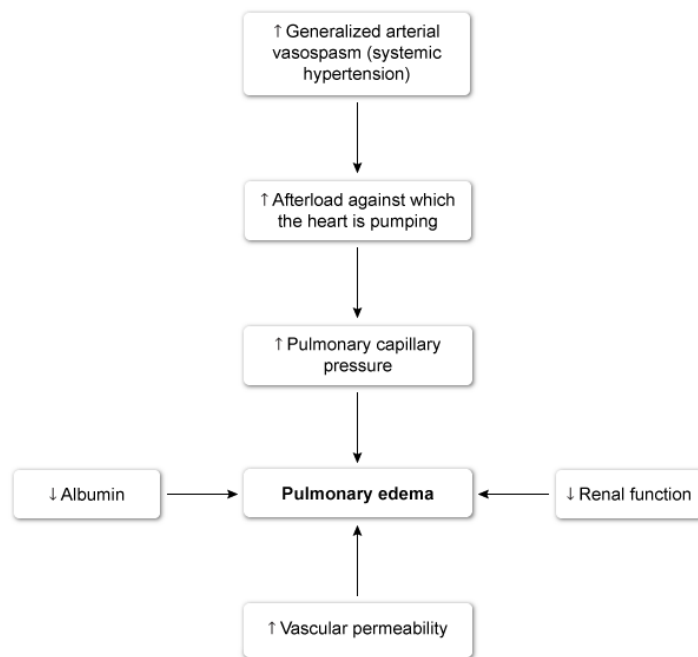 ↑ Generalized arterial
vasospasm (systemic
hypertension)
↑ Afterload against which
the heart is pumping
↑ Pulmonary capillary
pressure
↓ Albumin
Pulmonary edema
↓ Renal function
↑ Vascular permeability